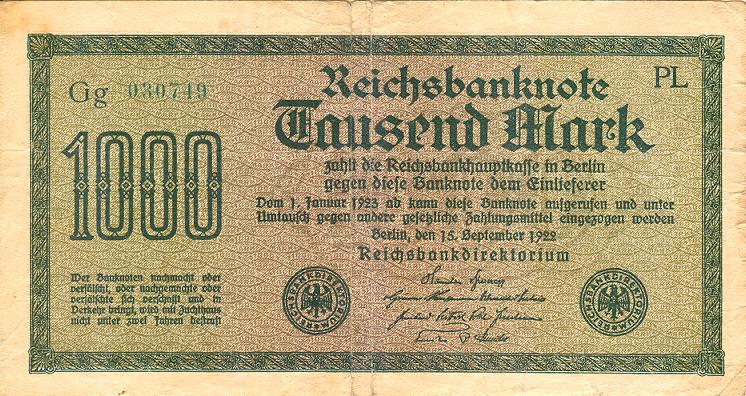 Gg 030749
PL
Reichsbanknote
Tausend Mark
1000
zahlt die Reichsbankhauptkasse in Berlin
gegen diese Banknote dem Einlieferer
Vom 1. Januar 1923 ab kann diese Banknote aufgerufen und unter
Umtausch gegen andere gesetzliche Zahlungsmittel eingezogen werden
Berlin, den 15. September 1922
Reichsbankdirektorium
Wer Banknoten nachmacht oder
verfälscht, oder nachgemachte oder
verfälschte sich verschafft und in
Verkehr bringt, wird mit Zuchthaus
nicht unter zwei Jahren bestraft
REICHSBANKDIREKTORIUM
REICHSBANKDIREKTORIUM